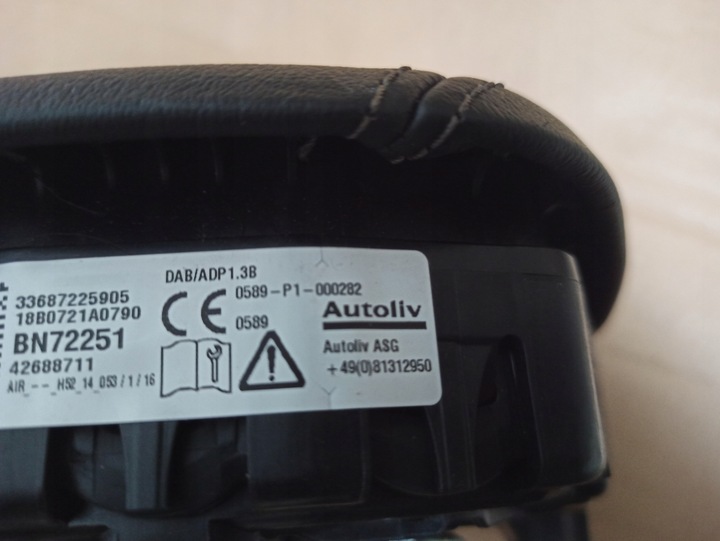 DAB/ADP1.3B
33687225905
18B0721A0790
BN72251
42688711
AIR_--_H52_14_053/1/16
CE
0589-P1-000282
0589
Autoliv
Autoliv ASG
+49(0)81312950